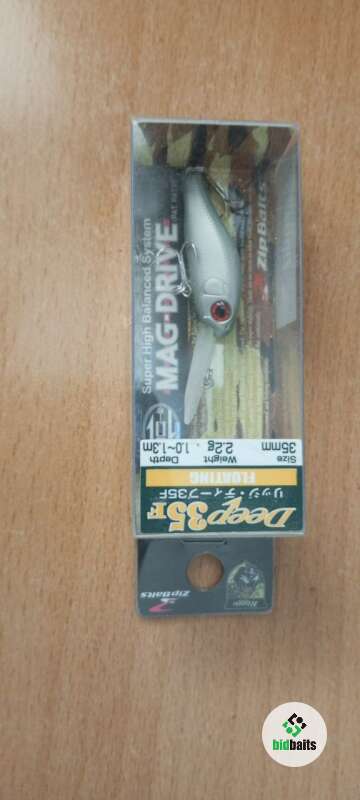 ZipBaits
Rigge
Deep35F
リッジ・ディープ35F
FLOATING
Size Weight Depth
35mm 2.2g 1.0~1.3m
Super High Balanced System
MAG-DRIVE
ZipBaits
bidbaits